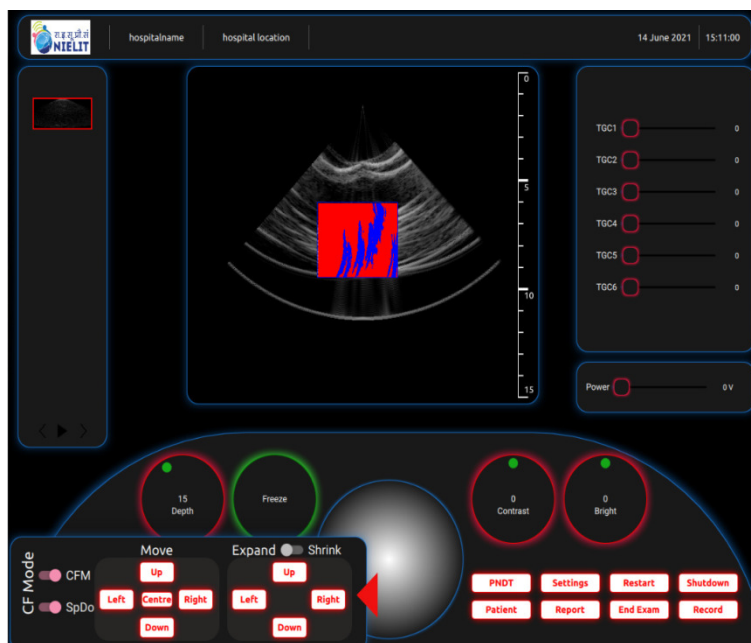 रा.इ.सू.प्रौ.सं
NIELIT
hospitalname
hospital location
14 June 2021
15:11:00
0
5
10
15
TGC1 0
TGC2 0
TGC3 0
TGC4 0
TGC5 0
TGC6 0
Power 0 V
15
Depth
Freeze
0
Contrast
0
Bright
CF Mode
CFM
SpDo
Move
Up
Left Centre Right
Down
Expand Shrink
Up
Left Right
Down
PNDT Settings Restart Shutdown
Patient Report End Exam Record